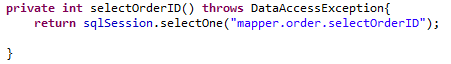 private int selectOrderID() throws DataAccessException{
return sqlSession.selectOne("mapper.order.selectOrderID");
}